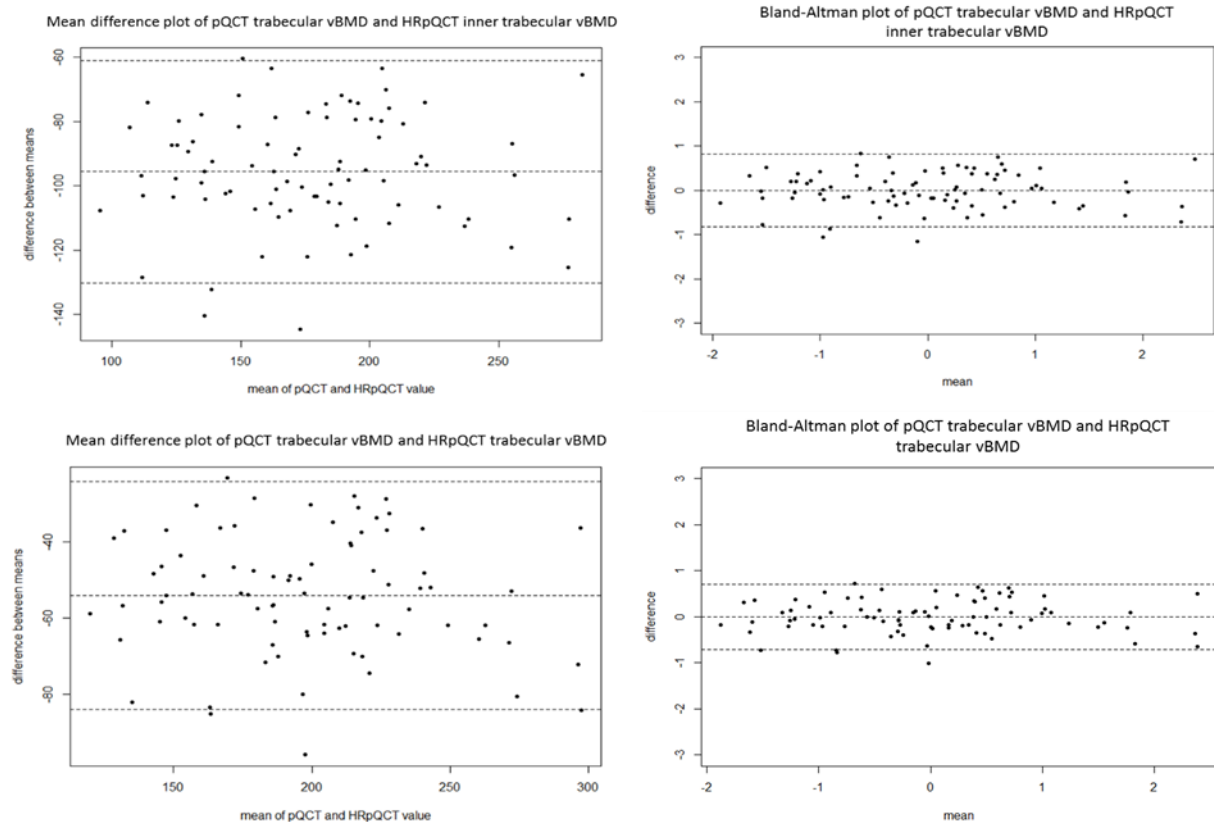 Mean difference plot of pQCT trabecular vBMD and HRpQCT inner trabecular vBMD
-60
-80
-100
-120
-140
difference between means
100
150
200
250
mean of pQCT and HRpQCT value
Bland-Altman plot of pQCT trabecular vBMD and HRpQCT
inner trabecular vBMD
3
2
1
0
-1
-2
-3
difference
-2
-1
0
1
2
mean
Mean difference plot of pQCT trabecular vBMD and HRpQCT trabecular vBMD
-40
-60
-80
difference between means
150
200
250
300
mean of pQCT and HRpQCT value
Bland-Altman plot of pQCT trabecular vBMD and HRpQCT
trabecular vBMD
3
2
1
0
-1
-2
-3
difference
-2
-1
0
1
2
mean